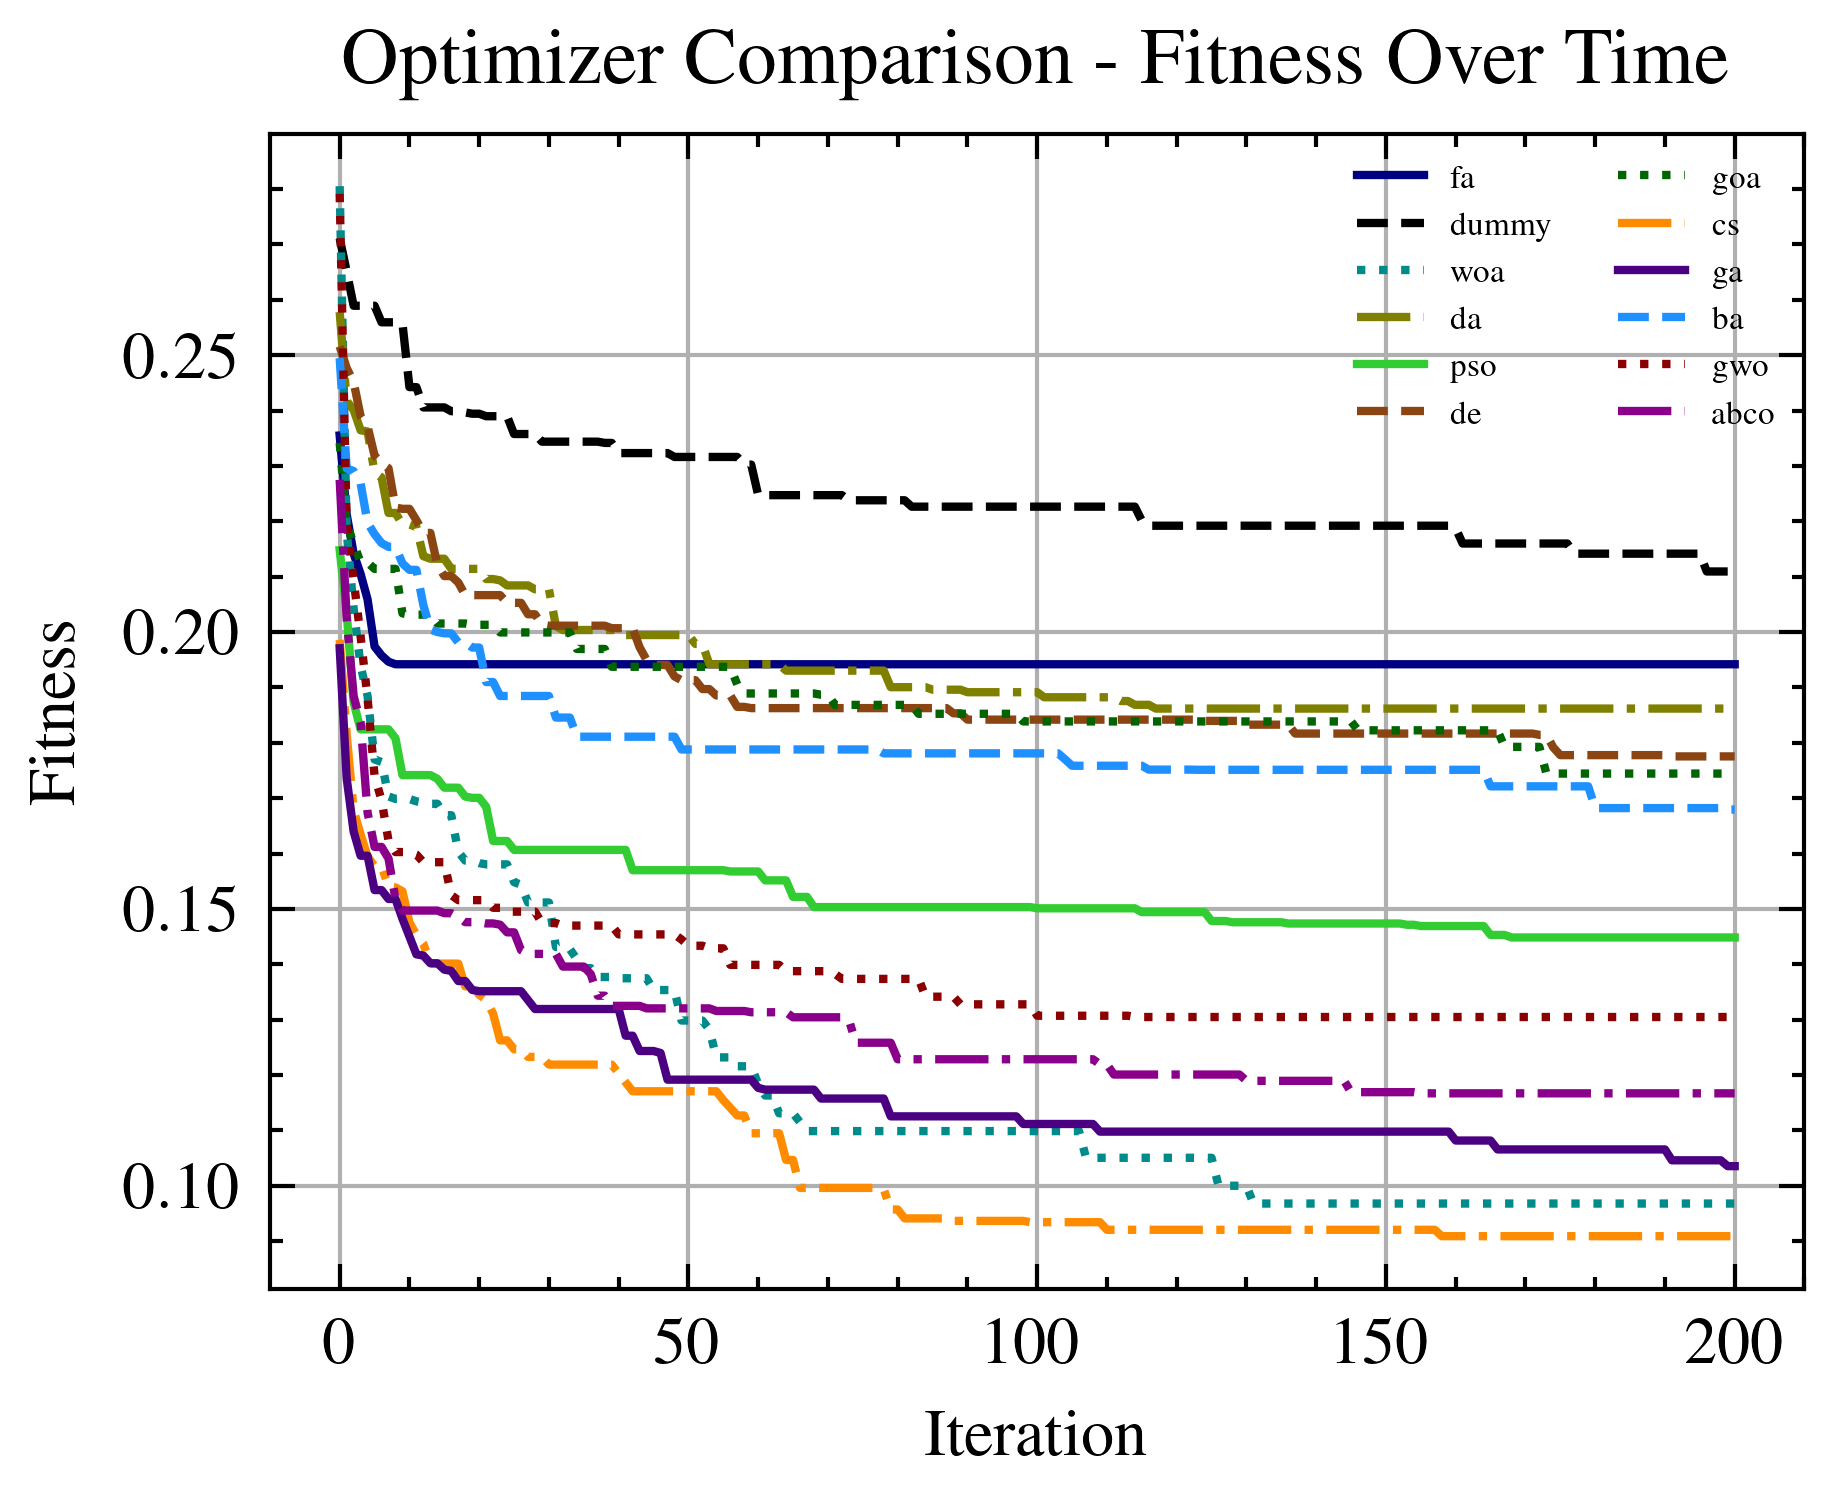 Optimizer Comparison - Fitness Over Time
fa
dummy
woa
da
pso
de
goa
cs
ga
ba
gwo
abco
0.25
0.20
0.15
0.10
Fitness
0 50 100 150 200
Iteration